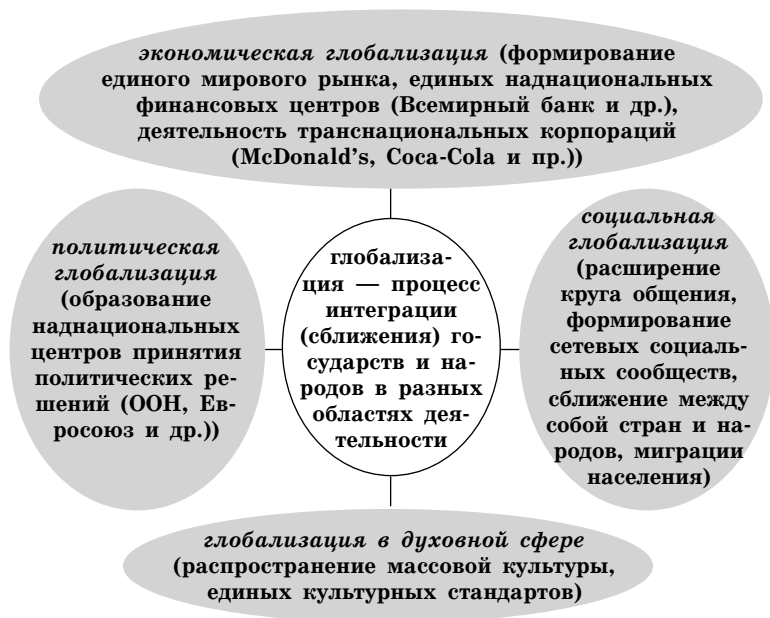 экономическая глобализация (формирование
единого мирового рынка, единых наднациональных
финансовых центров (Всемирный банк и др.),
деятельность транснациональных корпораций
(McDonald's, Coca-Cola и пр.))
политическая
глобализация
(образование
наднациональных
центров принятия
политических ре-
шений (ООН, Ев-
росоюз и др.))
глобализа-
ция — процесс
интеграции
(сближения) го-
сударств и на-
родов в разных
областях дея-
тельности
социальная
глобализация
(расширение
круга общения,
формирование
сетевых социаль-
ных сообществ,
сближение между
собой стран и на-
родов, миграции
населения)
глобализация в духовной сфере
(распространение массовой культуры,
единых культурных стандартов)